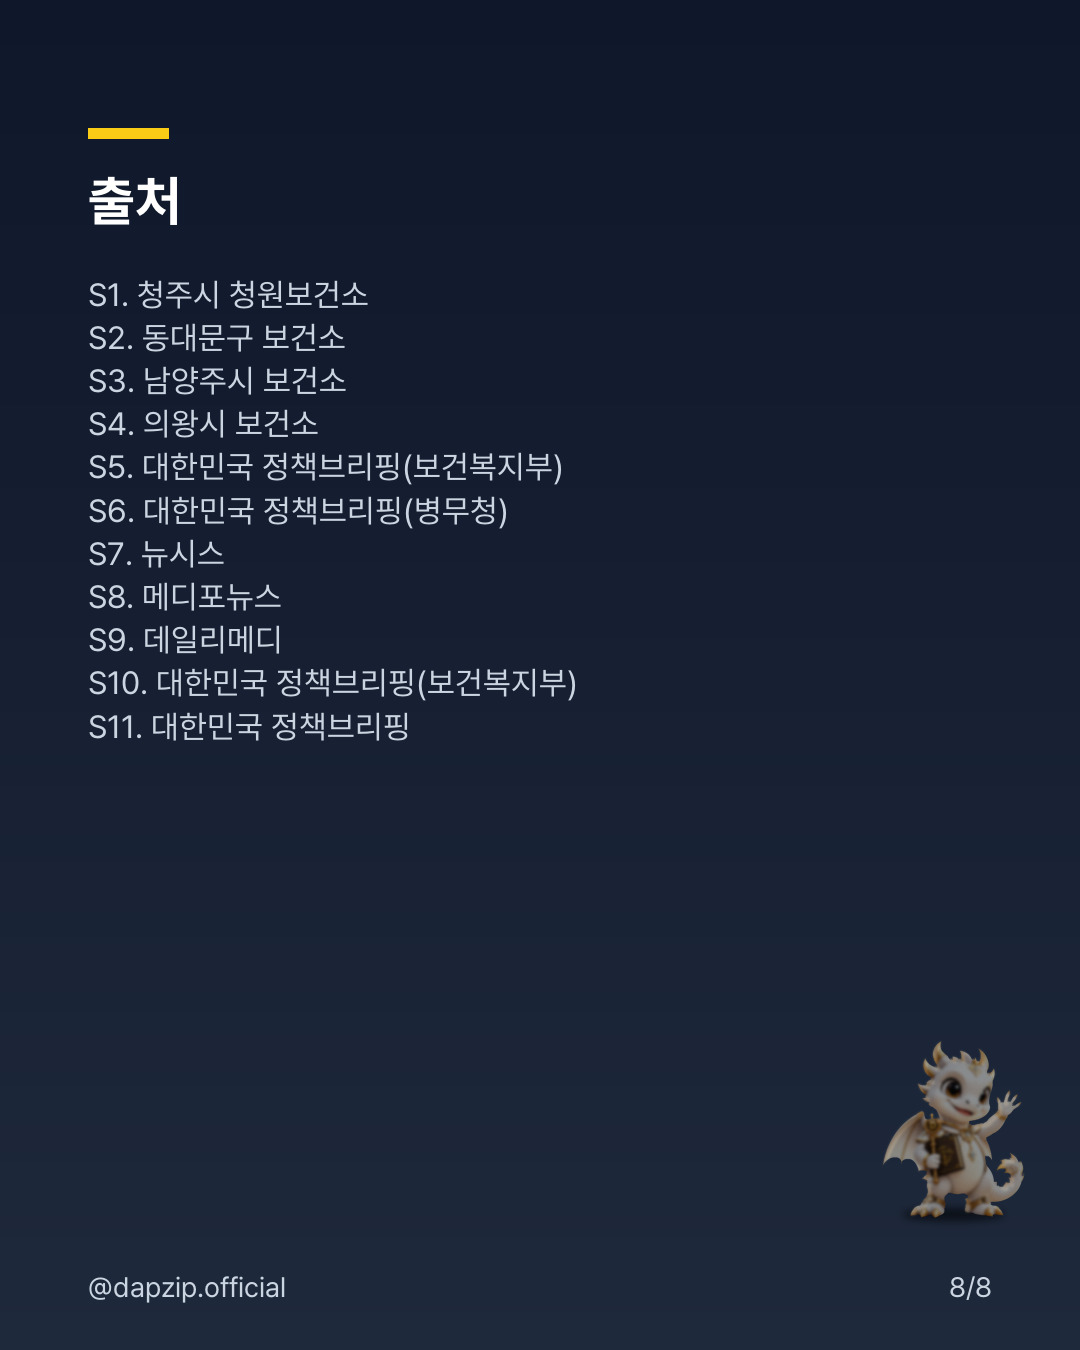 출처
S1. 청주시 청원보건소
S2. 동대문구 보건소
S3. 남양주시 보건소
S4. 의왕시 보건소
S5. 대한민국 정책브리핑(보건복지부)
S6. 대한민국 정책브리핑(병무청)
S7. 뉴시스
S8. 메디포뉴스
S9. 데일리메디
S10. 대한민국 정책브리핑(보건복지부)
S11. 대한민국 정책브리핑
@dapzip.official
8/8